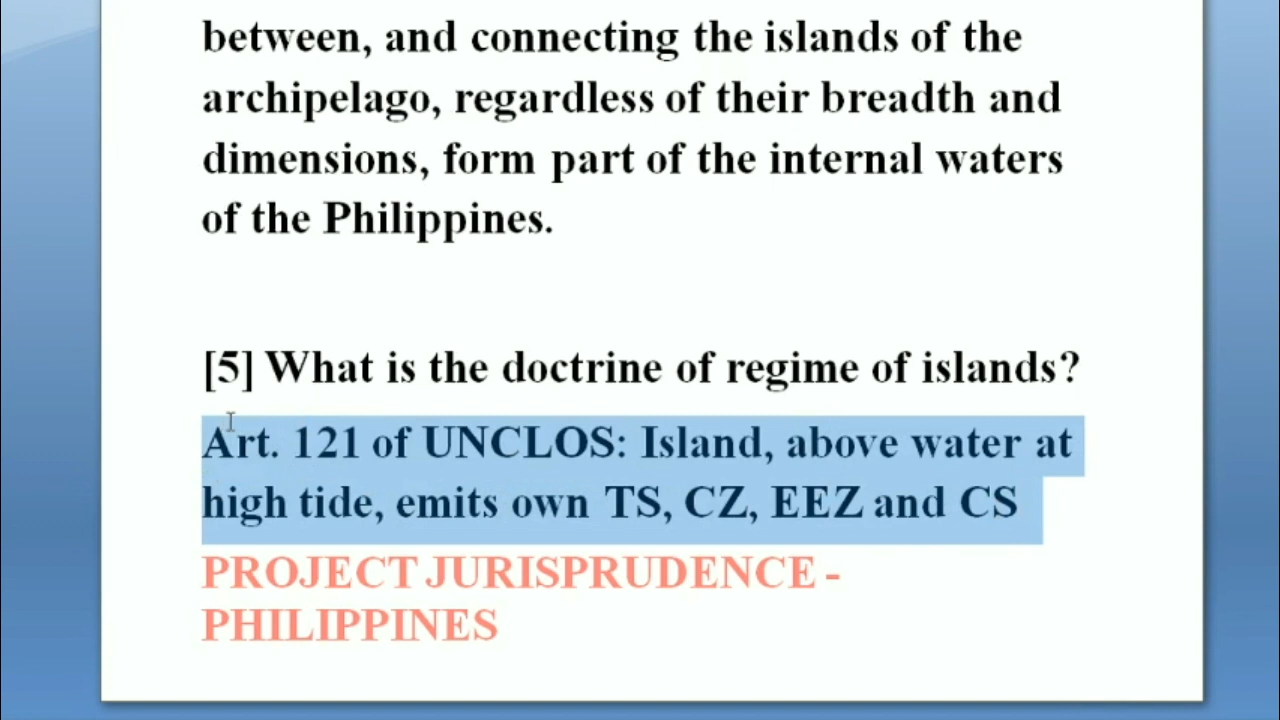 between, and connecting the islands of the
archipelago, regardless of their breadth and
dimensions, form part of the internal waters
of the Philippines.
[5] What is the doctrine of regime of islands?
Art. 121 of UNCLOS: Island, above water at
high tide, emits own TS, CZ, EEZ and CS
PROJECT JURISPRUDENCE -
PHILIPPINES